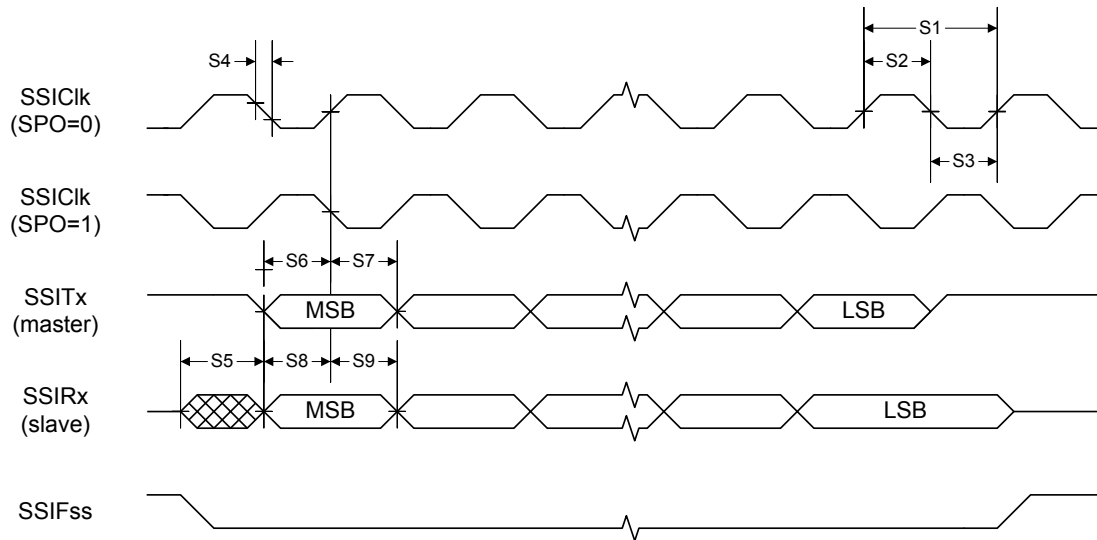 S1
S2
S4
SSIClk
(SPO=0)
S3
SSIClk
(SPO=1)
S6
S7
SSITx
(master)
MSB
LSB
S5
S8
S9
SSIRx
(slave)
MSB
LSB
SSIFss